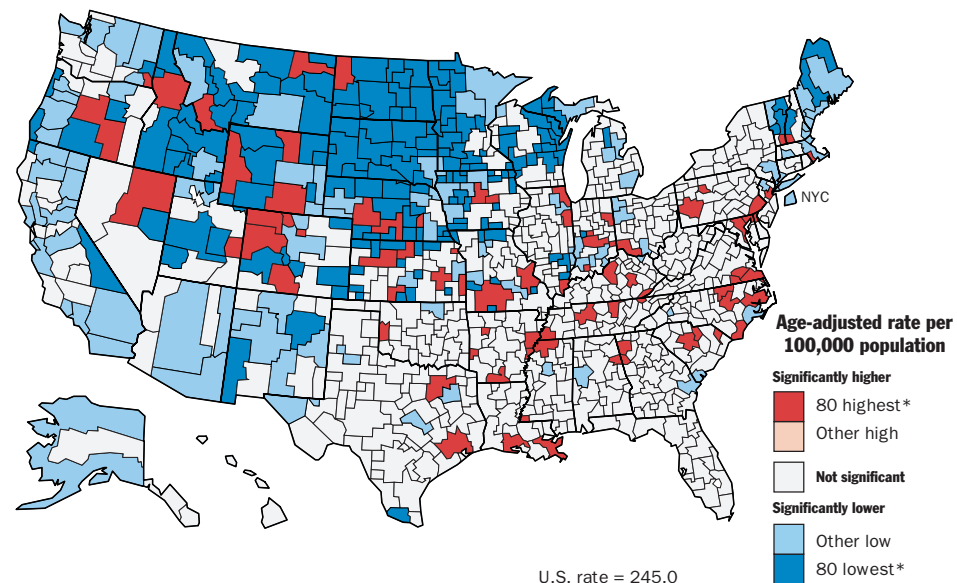 NYC
Age-adjusted rate per
100,000 population
Significantly higher
80 highest*
Other high
Not significant
Significantly lower
Other low
80 lowest*
U.S. rate = 245.0